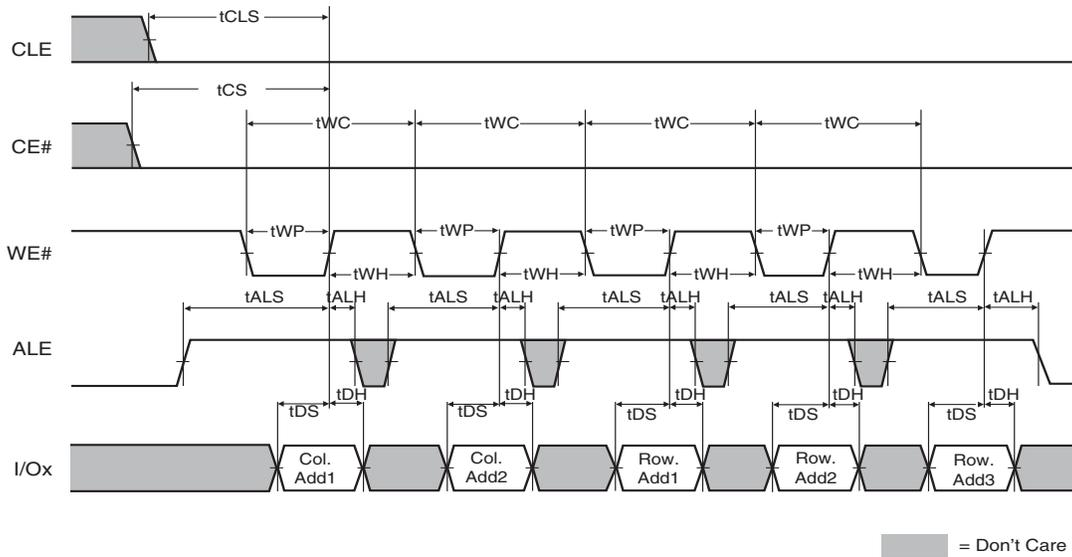 tCLS
CLE
tCS
tWC tWC tWC tWC
CE#
tWP tWP tWP tWP
WE#
tWH tWH tWH tWH
tALS tALH tALS tALH tALS tALH tALS tALH tALS tALH
ALE
tDH tDH tDH tDH tDH
tDS tDS tDS tDS tDS
I/Ox
Col. Col. Row. Row. Row.
Add1 Add2 Add1 Add2 Add3
= Don't Care